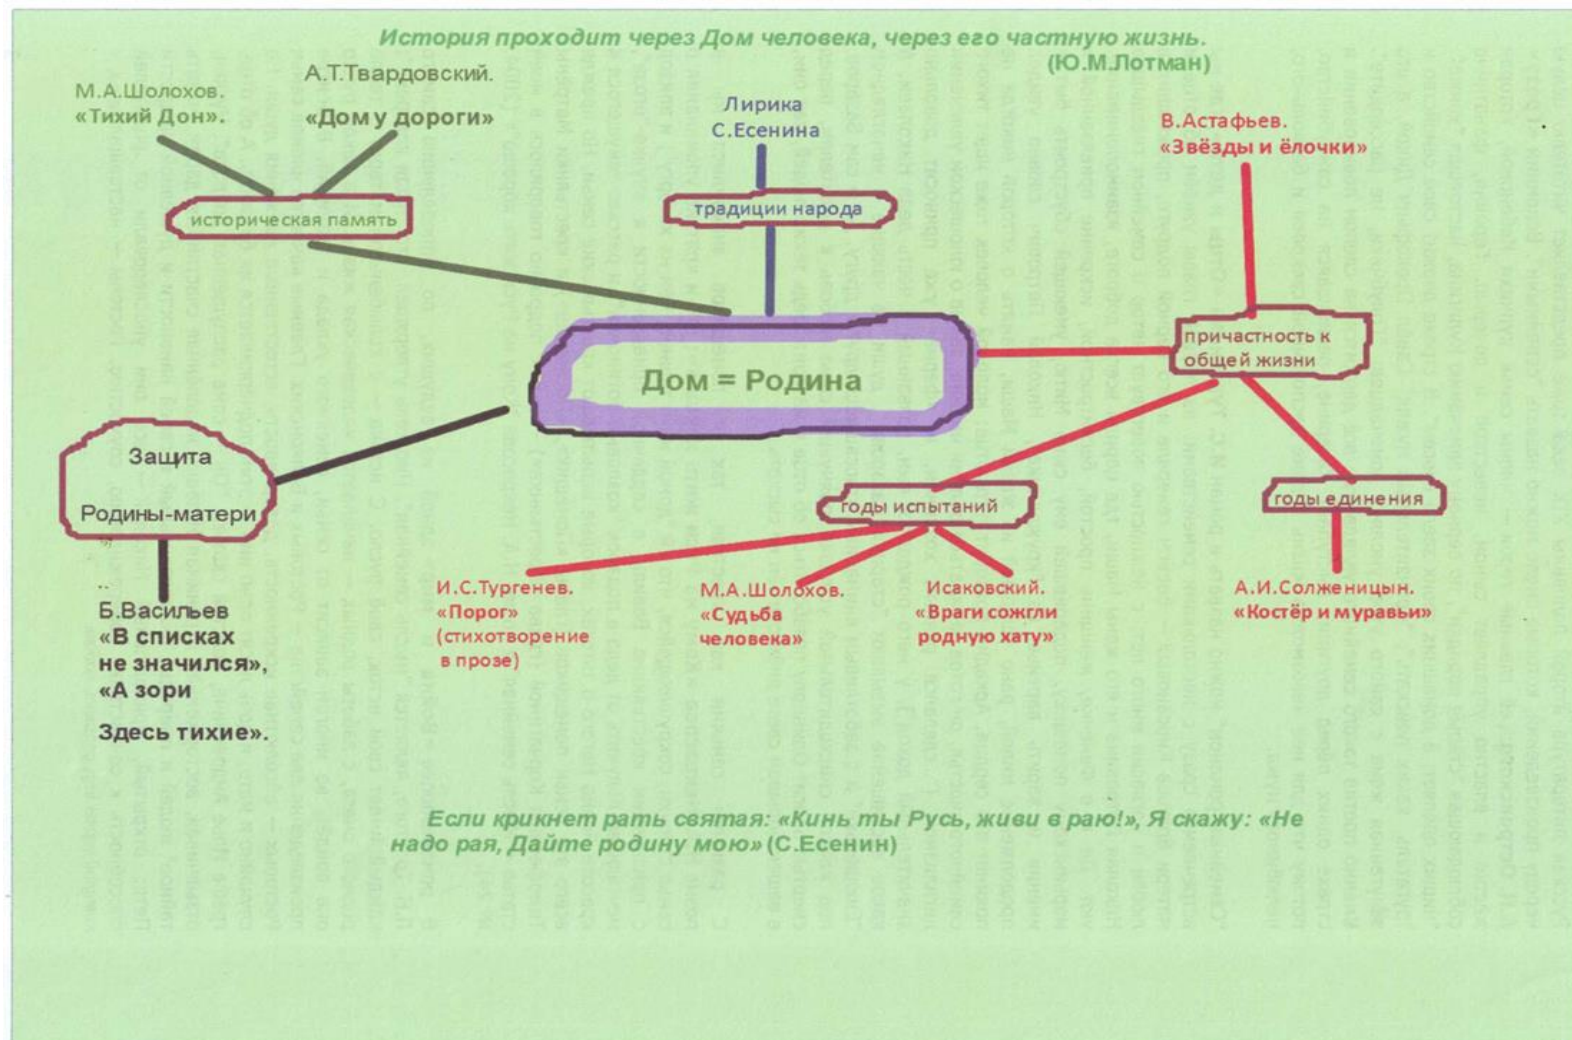 История проходит через Дом человека, через его частную жизнь.
(Ю.М.Лотман)
М.А.Шолохов.
«Тихий Дон».
А.Т.Твардовский.
«Дом у дороги»
Лирика
С.Есенина
В.Астафьев.
«Звёзды и ёлочки»
историческая память
традиции народа
причастность к
общей жизни
Дом = Родина
Защита
Родины-матери
годы испытаний
годы единения
Б.Васильев
«В списках
не значился»,
«А зори
Здесь тихие».
И.С.Тургенев.
«Порог»
(стихотворение
в прозе)
М.А.Шолохов.
«Судьба
человека»
Исаковский.
«Враги сожгли
родную хату»
А.И.Солженицын.
«Костёр и муравьи»
Если крикнет рать святая: «Кинь ты Русь, живи в раю!», Я скажу: «Не
надо рая, Дайте родину мою» (С.Есенин)